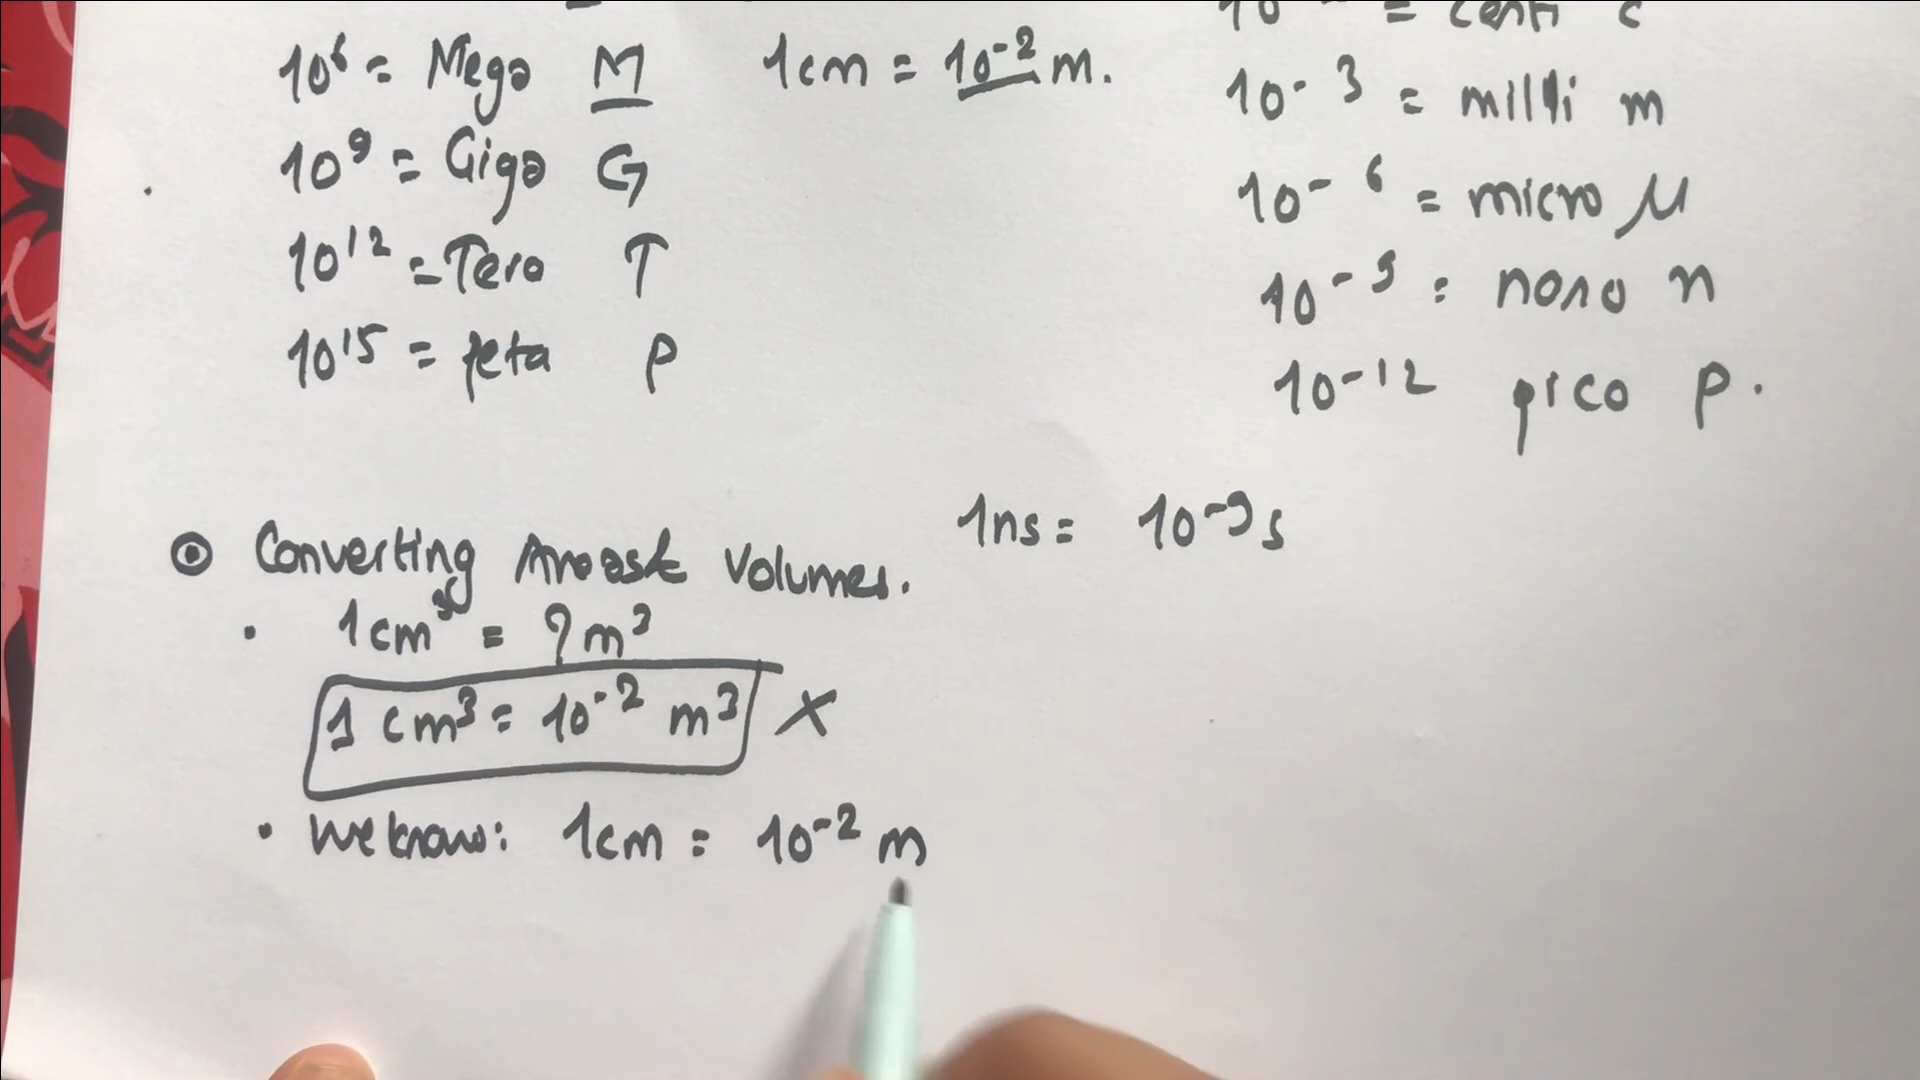 10⁶ = Mega M
10⁹ = Giga G
10¹² = Tera T
10¹⁵ = Peta P
1cm = 10⁻² m.
= centi c
10⁻³ = milli m
10⁻⁶ = micro μ
10⁻⁹ = nano n
10⁻¹² pico p.
1ns = 10⁻⁹ s
Converting Areas & Volumes.
• 1cm³ = ? m³
1 cm³ = 10⁻² m³ X
• We know: 1cm = 10⁻² m